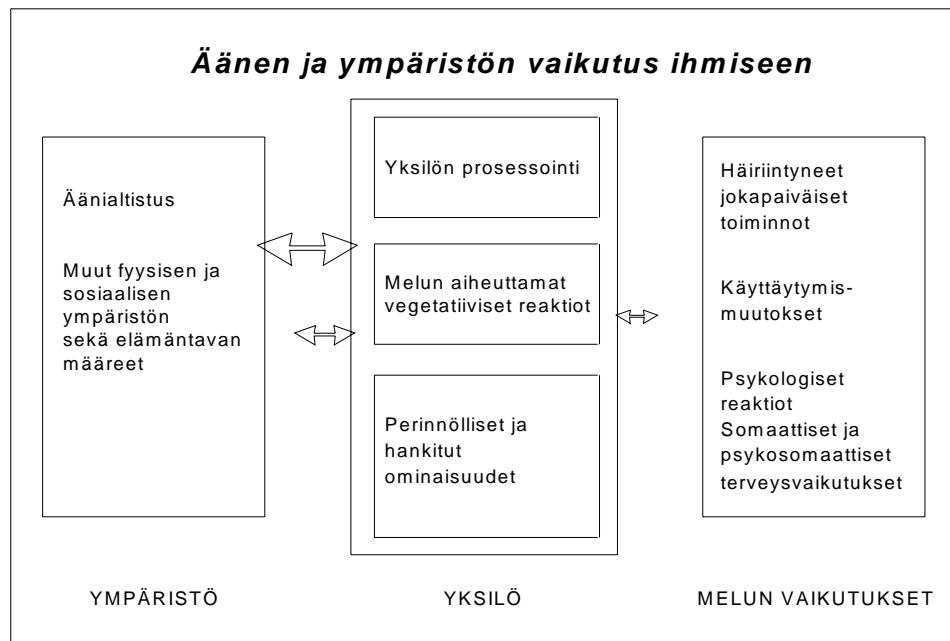 Äänen ja ympäristön vaikutus ihmiseen
Äänialtistus
Muut fyysisen ja
sosiaalisen
ympäristön
sekä elämäntavan
määreet
Yksilön prosessointi
Melun aiheuttamat
vegetatiiviset reaktiot
Perinnölliset ja
hankitut
ominaisuudet
Häiriintyneet
jokapaiväiset
toiminnot
Käyttäytymis-
muutokset
Psykologiset
reaktiot
Somaattiset ja
psykosomaattiset
terveysvaikutukset
YMPÄRISTÖ
YKSILÖ
MELUN VAIKUTUKSET